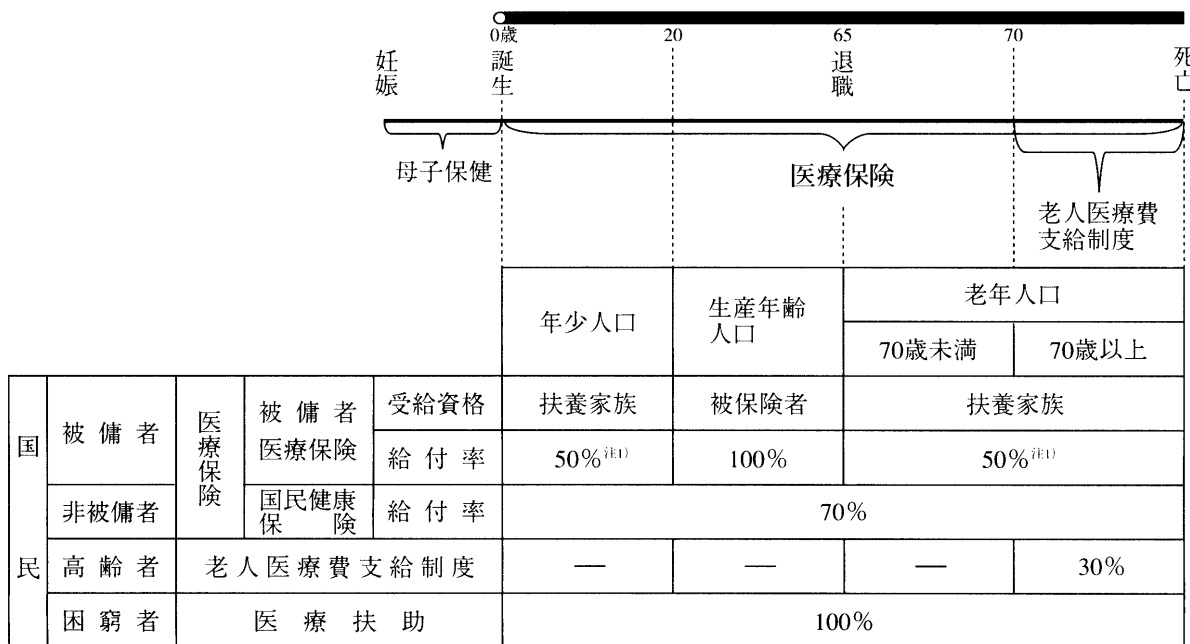 0歳 20 65 70
妊娠 誕生 退職 死亡
母子保健 医療保険
老人医療費
支給制度
年少人口 生産年齢人口 老年人口
70歳未満 70歳以上
国民
被傭者 医療保険 被傭者医療保険 受給資格 扶養家族 被保険者 扶養家族
給付率 50%注1) 100% 50%注1)
非被傭者 国民健康保険 給付率 70%
高齢者 老人医療費支給制度 — — — 30%
困窮者 医療扶助 100%